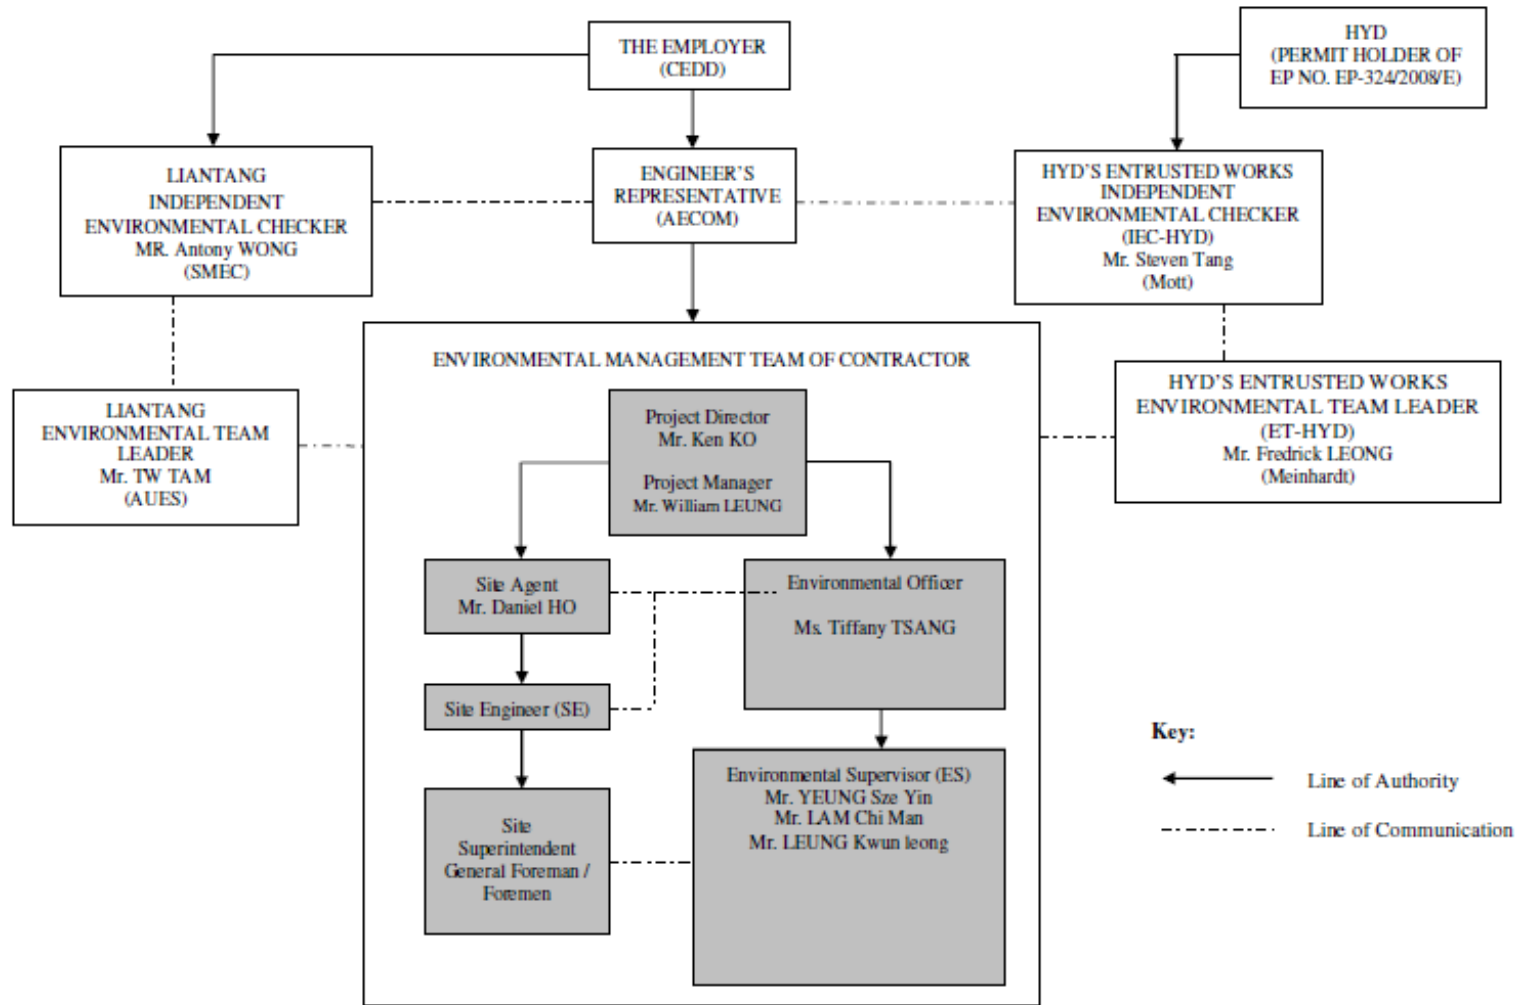 THE EMPLOYER
(CEDD)
HYD
(PERMIT HOLDER OF
EP NO. EP-324/2008/E)
LIANTANG
INDEPENDENT
ENVIRONMENTAL CHECKER
MR. Antony WONG
(SMEC)
ENGINEER'S
REPRESENTATIVE
(AECOM)
HYD'S ENTRUSTED WORKS
INDEPENDENT
ENVIRONMENTAL CHECKER
(IEC-HYD)
Mr. Steven Tang
(Mott)
LIANTANG
ENVIRONMENTAL TEAM
LEADER
Mr. TW TAM
(AUES)
ENVIRONMENTAL MANAGEMENT TEAM OF CONTRACTOR
HYD'S ENTRUSTED WORKS
ENVIRONMENTAL TEAM LEADER
(ET-HYD)
Mr. Fredrick LEONG
(Meinhardt)
Project Director
Mr. Ken KO
Project Manager
Mr. William LEUNG
Site Agent
Mr. Daniel HO
Environmental Officer
Ms. Tiffany TSANG
Site Engineer (SE)
Site
Superintendent
General Foreman /
Foremen
Environmental Supervisor (ES)
Mr. YEUNG Sze Yin
Mr. LAM Chi Man
Mr. LEUNG Kwun leong
Key:
Line of Authority
Line of Communication